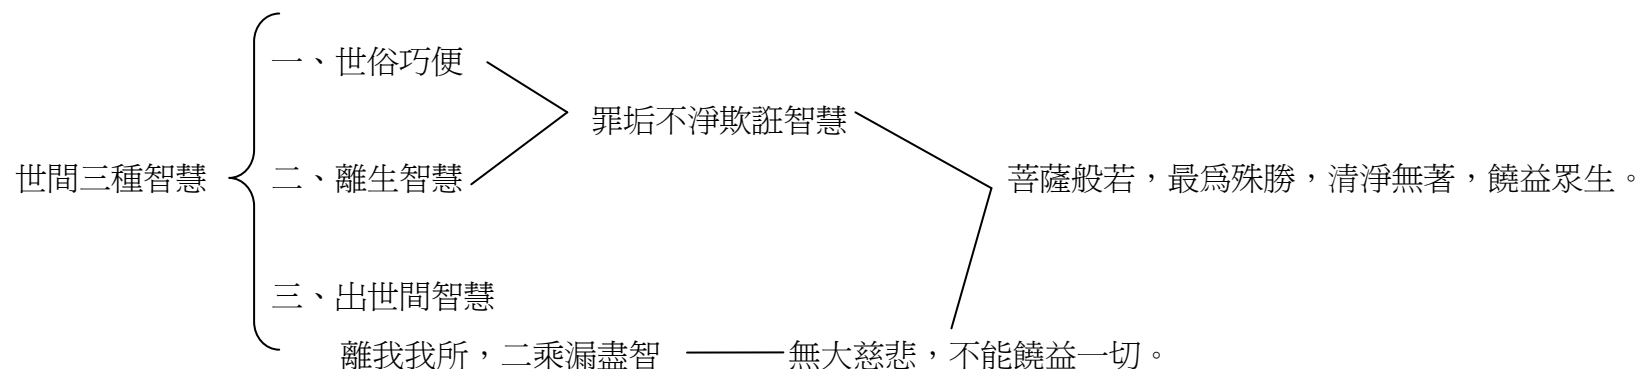 世間三種智慧
一、世俗巧便
二、離生智慧
三、出世間智慧
離我我所，二乘漏盡智
罪垢不淨欺誑智慧
無大慈悲，不能饒益一切。
菩薩般若，最為殊勝，清淨無著，饒益眾生。